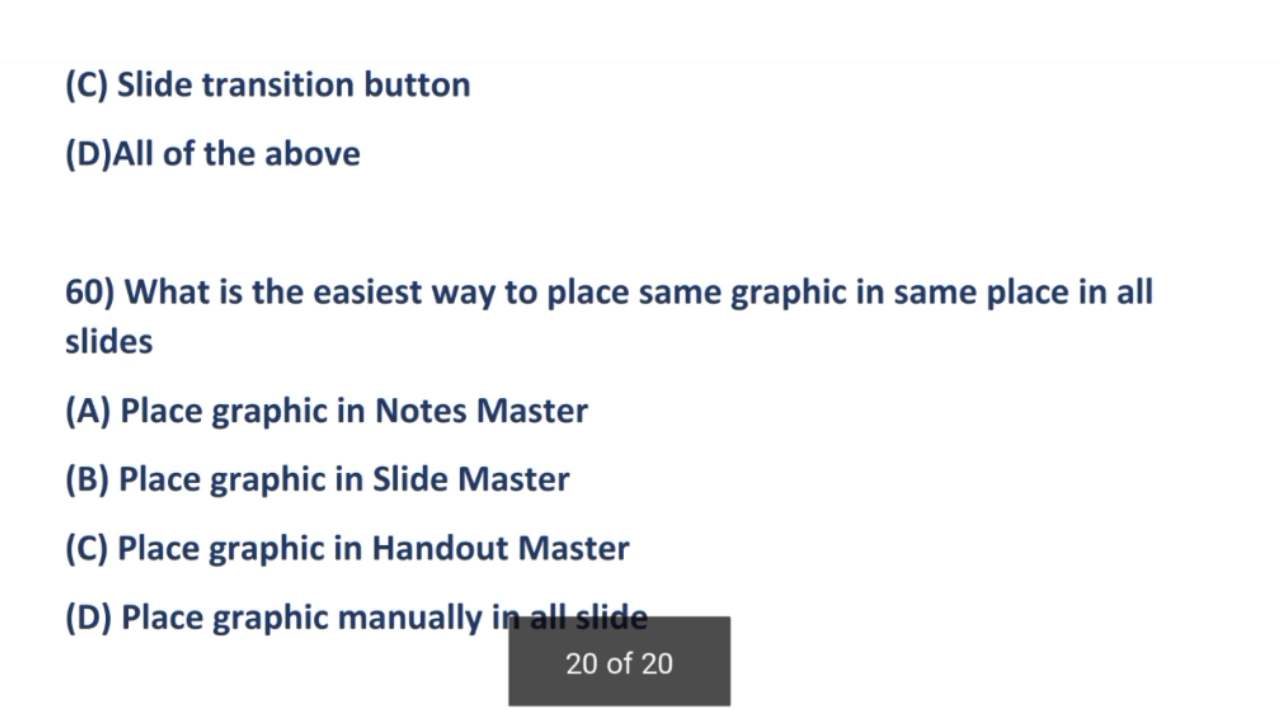 (C) Slide transition button
(D)All of the above
60) What is the easiest way to place same graphic in same place in all
slides
(A) Place graphic in Notes Master
(B) Place graphic in Slide Master
(C) Place graphic in Handout Master
(D) Place graphic manually in all slide
20 of 20